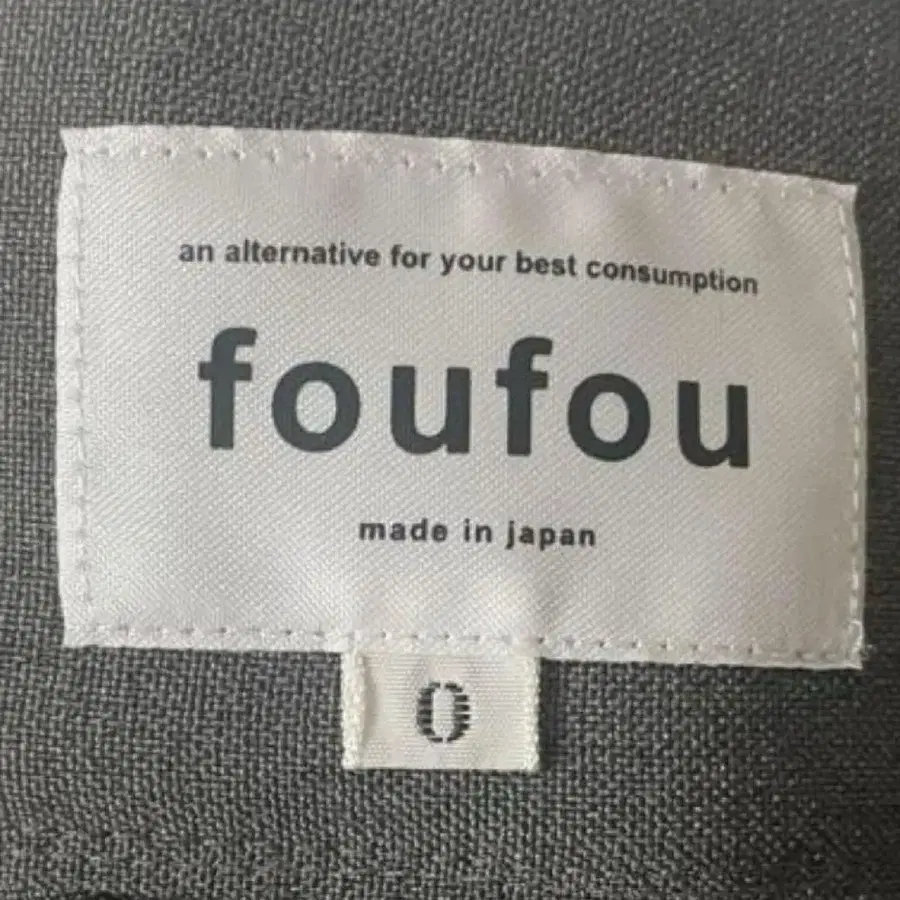 an alternative for your best consumption
foufou
made in japan
0